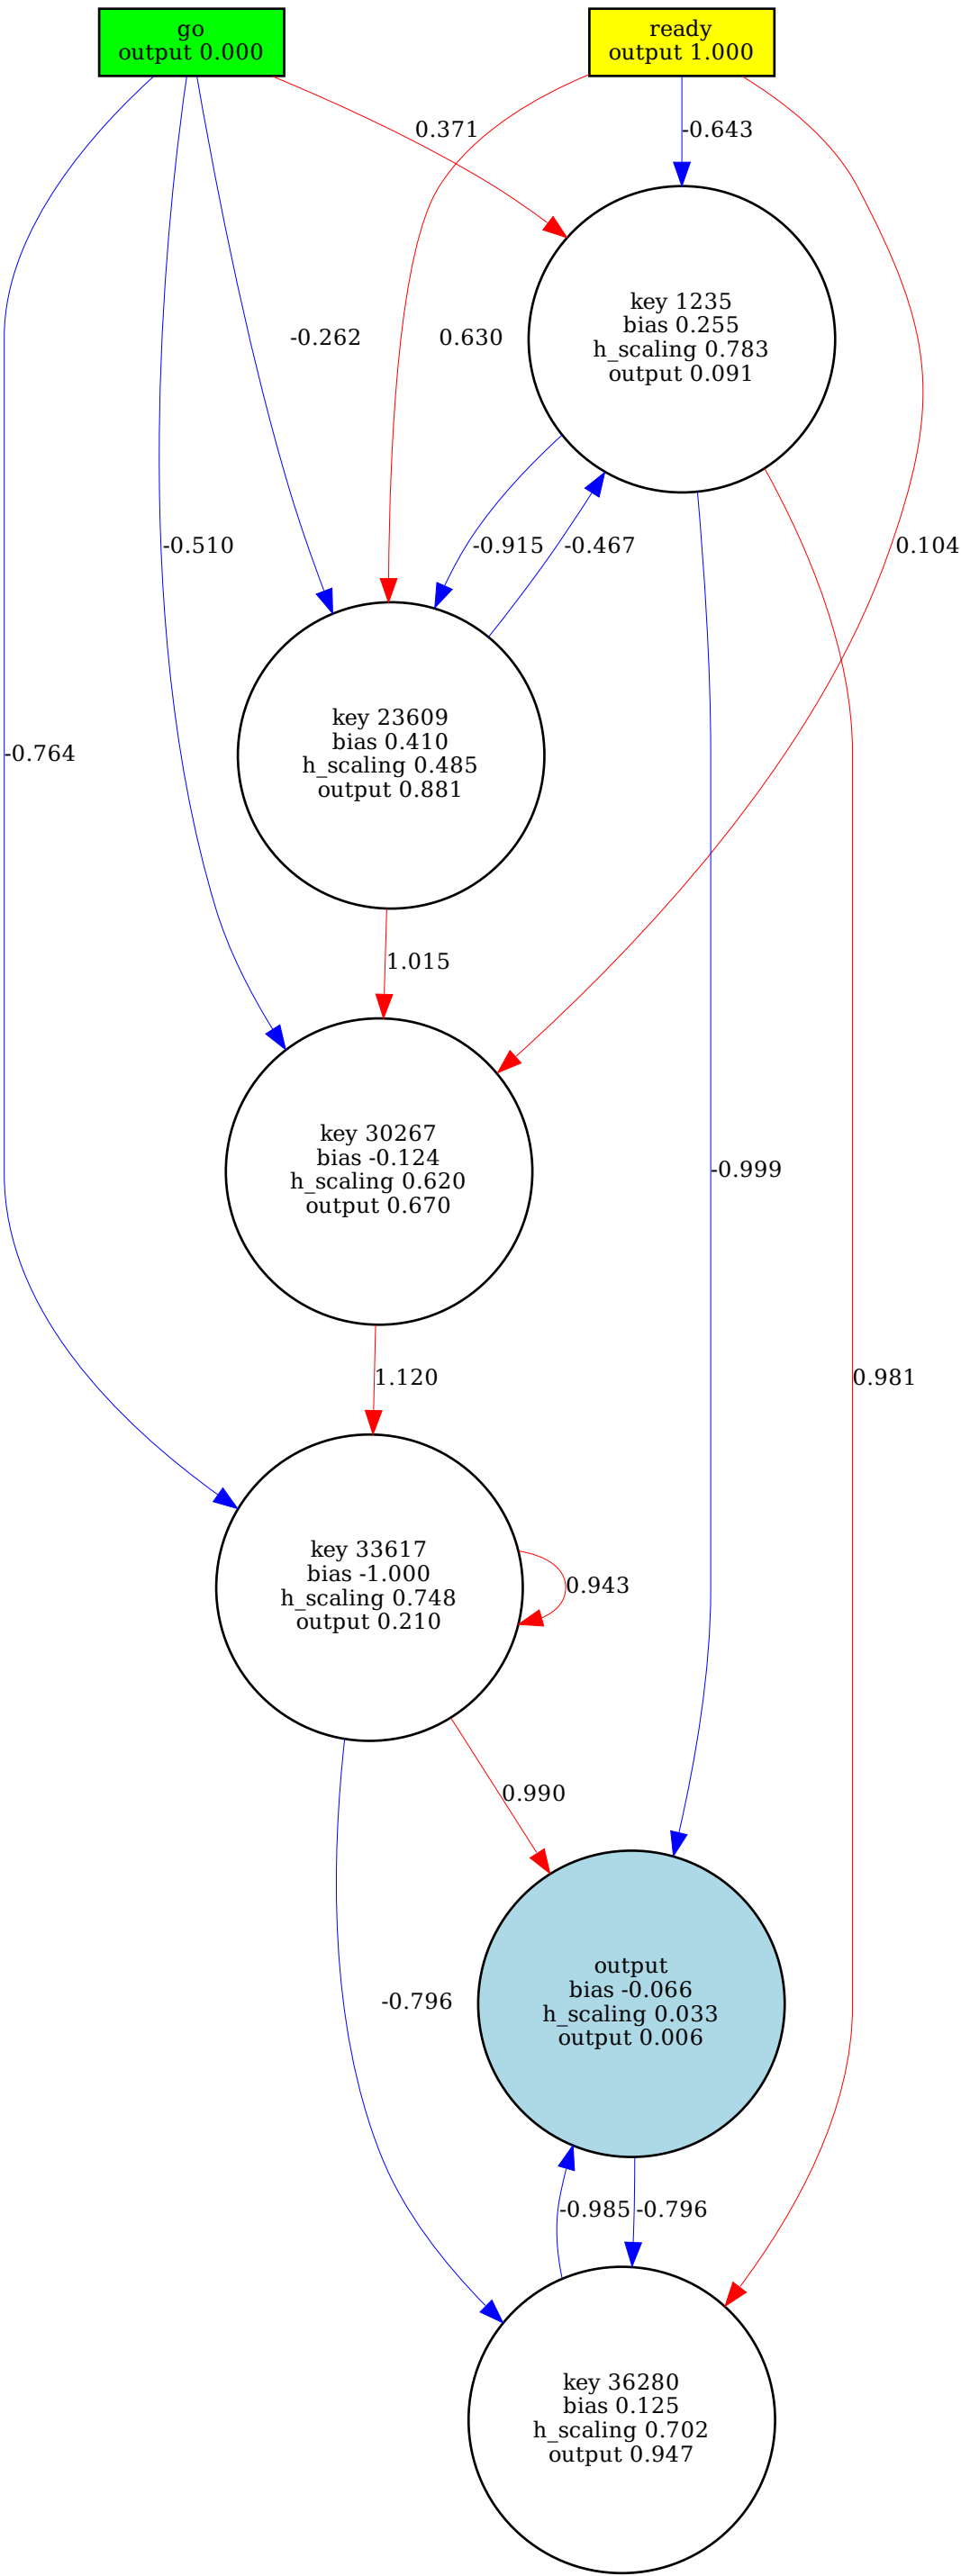 go
output 0.000
ready
output 1.000
0.371
-0.643
key 1235
bias 0.255
h_scaling 0.783
output 0.091
-0.262
0.630
-0.510
-0.915
-0.467
0.104
key 23609
bias 0.410
h_scaling 0.485
output 0.881
-0.764
1.015
key 30267
bias -0.124
h_scaling 0.620
output 0.670
-0.999
1.120
0.981
key 33617
bias -1.000
h_scaling 0.748
output 0.210
0.943
0.990
output
bias -0.066
h_scaling 0.033
output 0.006
-0.796
-0.985
-0.796
key 36280
bias 0.125
h_scaling 0.702
output 0.947